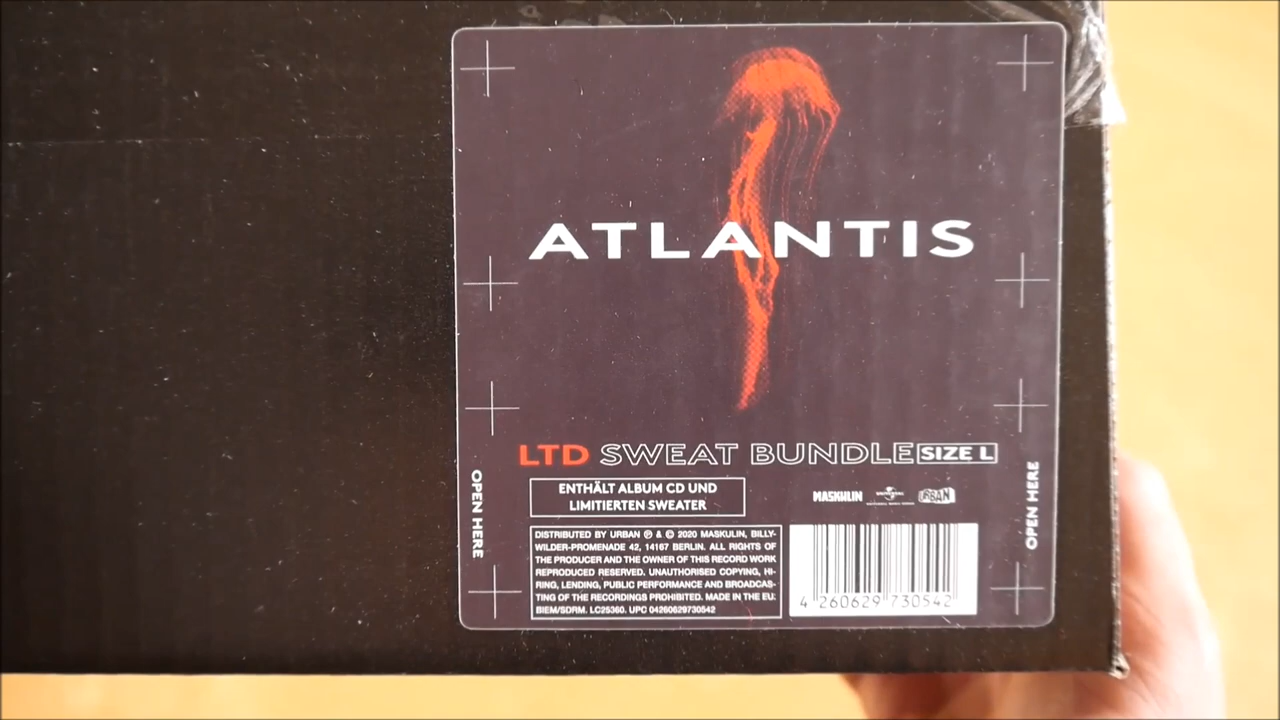 ATLANTIS
LTD SWEAT BUNDLE SIZE L
ENTHÄLT ALBUM CD UND
LIMITIERTEN SWEATER
MASKULIN UNIVERSAL URBAN
OPEN HERE
OPEN HERE
DISTRIBUTED BY URBAN ℗ & © 2020 MASKULIN, BILLY-
WILDER-PROMENADE 42, 14167 BERLIN. ALL RIGHTS OF
THE PRODUCER AND THE OWNER OF THIS RECORD WORK
REPRODUCED RESERVED. UNAUTHORISED COPYING, HI-
RING, LENDING, PUBLIC PERFORMANCE AND BROADCAS-
TING OF THE RECORDINGS PROHIBITED. MADE IN THE EU.
BIEM/SDRM. LC25360. UPC 04260629730542
4 260629 730542